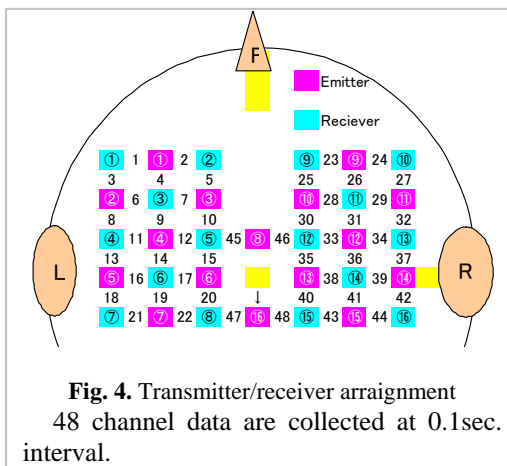 F
Emitter
Reciever
① 1 ① 2 ② ⑨ 23 ⑨ 24 ⑩
3 4 5 25 26 27
② 6 ③ 7 ③ ⑩ 28 ⑪ 29 ⑪
8 9 10 30 31 32
④ 11 ④ 12 ⑤ 45 ⑧ 46 ⑫ 33 ⑫ 34 ⑬
13 14 15 35 36 37
L ⑤ 16 ⑥ 17 ⑥ ⑬ 38 ⑭ 39 ⑭ R
18 19 20 ↓ 40 41 42
⑦ 21 ⑦ 22 ⑧ 47 ⑯ 48 ⑮ 43 ⑮ 44 ⑯
Fig. 4. Transmitter/receiver arraignment
48 channel data are collected at 0.1sec.
interval.